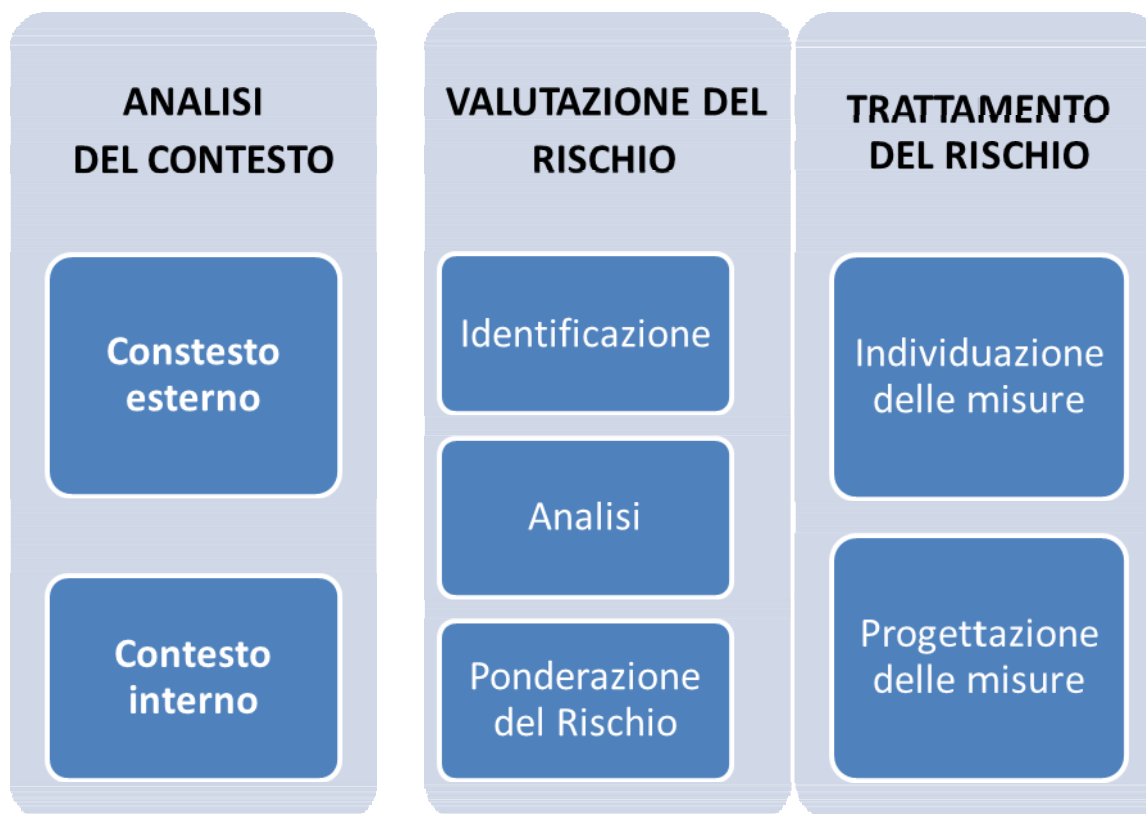 ANALISI
DEL CONTESTO
Constesto
esterno
Contesto
interno
VALUTAZIONE DEL
RISCHIO
Identificazione
Analisi
Ponderazione
del Rischio
TRATTAMENTO
DEL RISCHIO
Individuazione
delle misure
Progettazione
delle misure